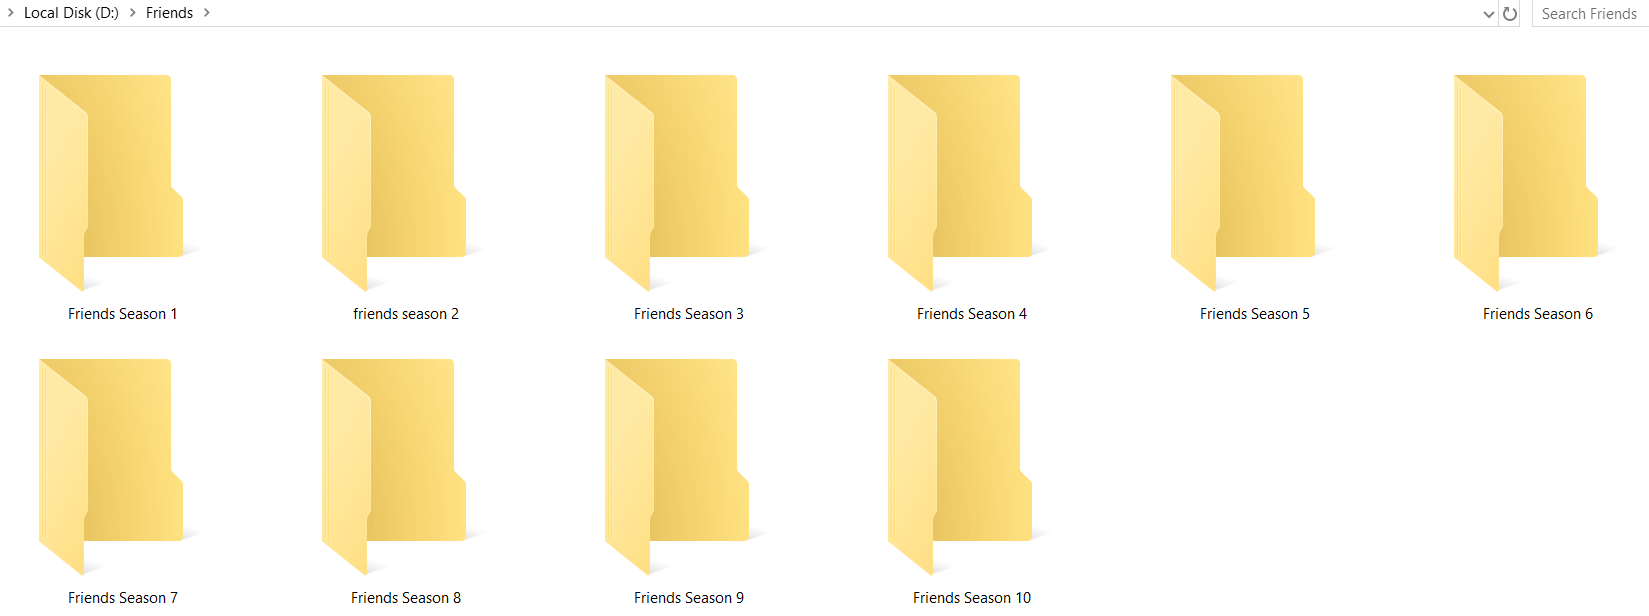 Local Disk (D:) > Friends >
Search Friends
Friends Season 1
friends season 2
Friends Season 3
Friends Season 4
Friends Season 5
Friends Season 6
Friends Season 7
Friends Season 8
Friends Season 9
Friends Season 10